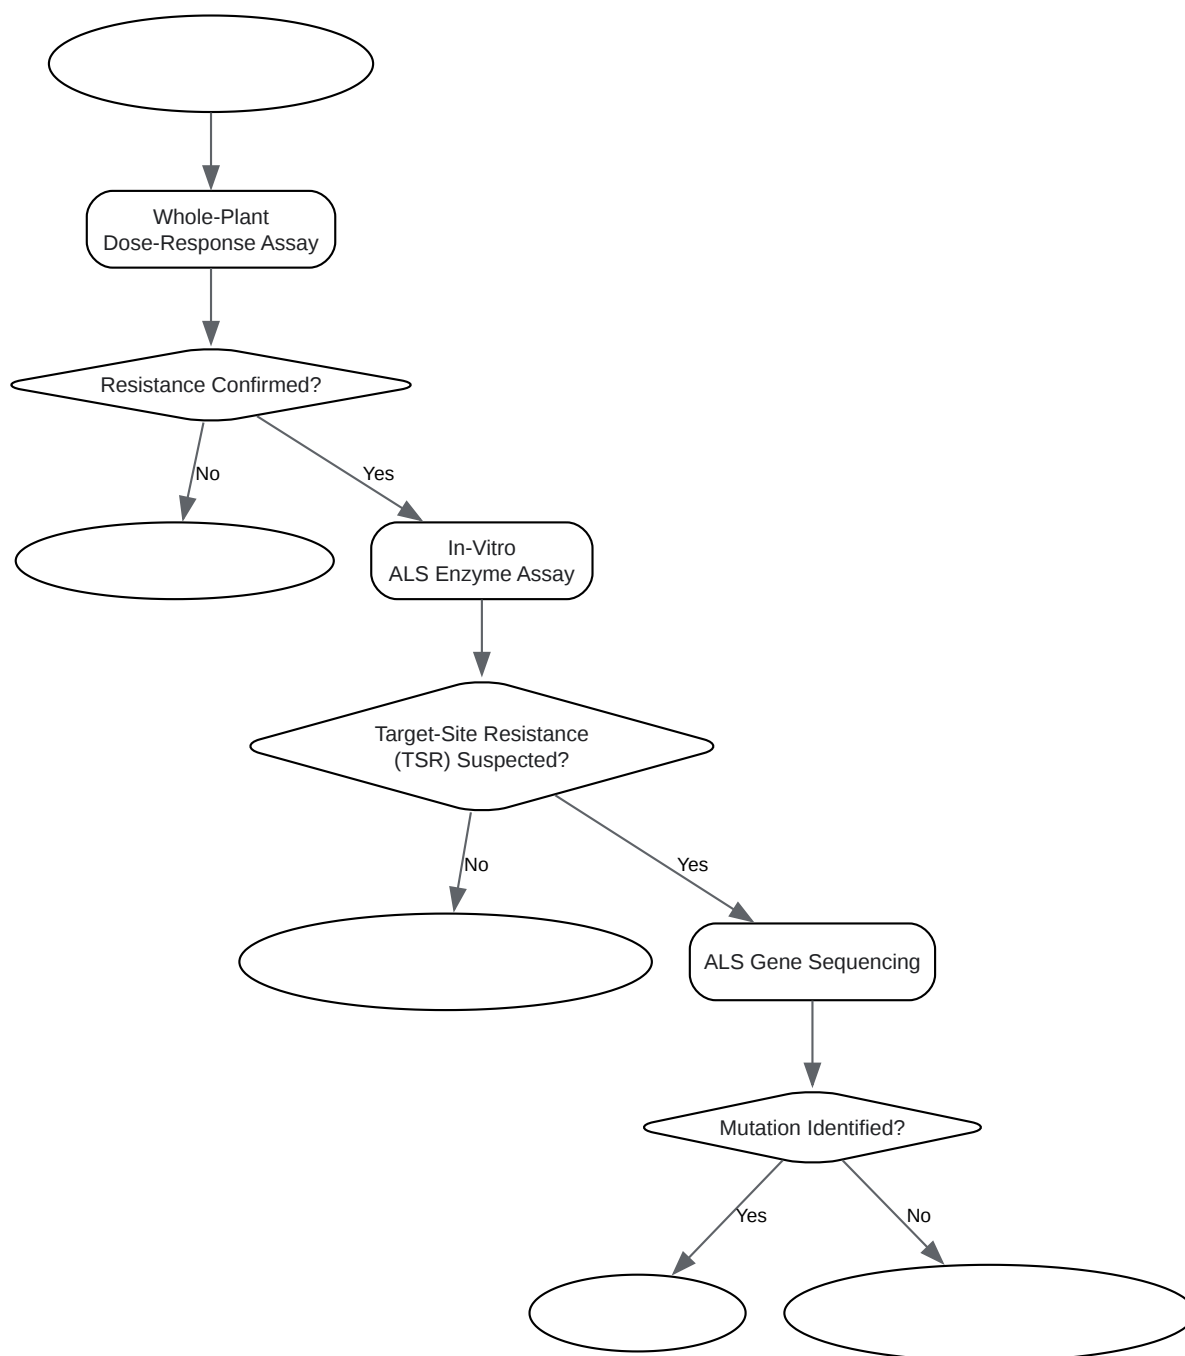 Whole-Plant
Dose-Response Assay
Resistance Confirmed?
No
Yes
In-Vitro
ALS Enzyme Assay
Target-Site Resistance
(TSR) Suspected?
No
Yes
ALS Gene Sequencing
Mutation Identified?
Yes
No